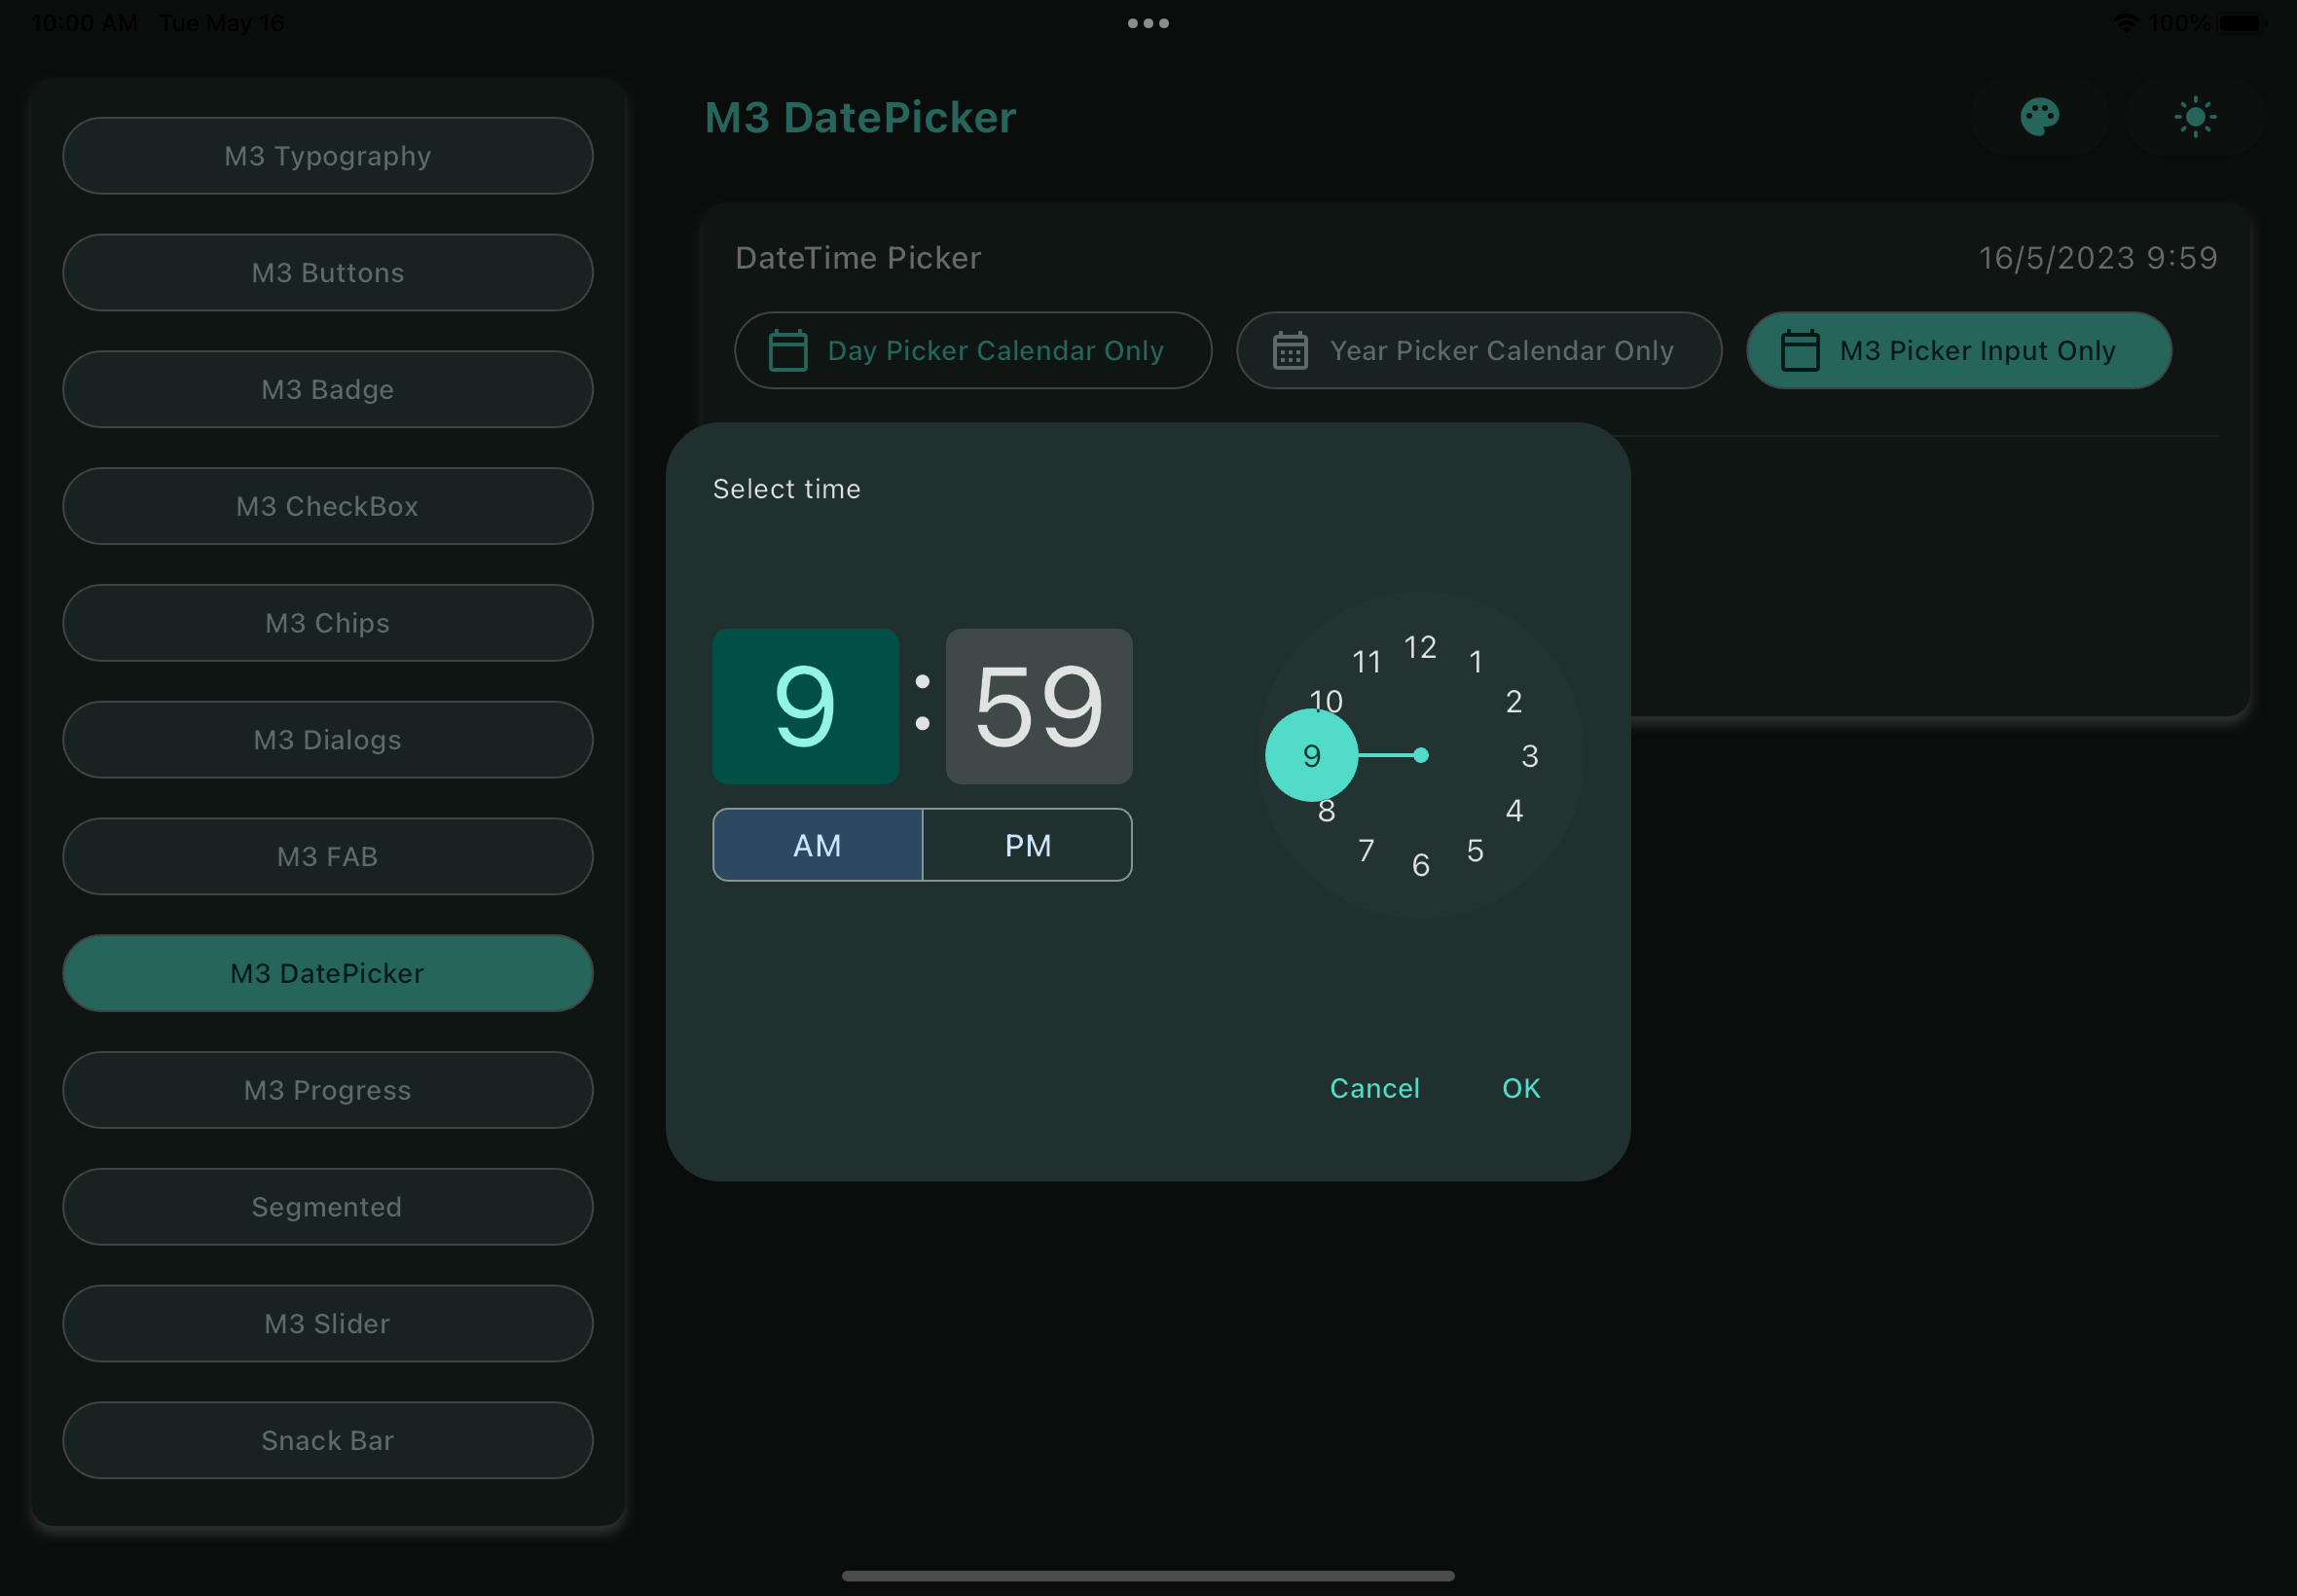 10:00 AM Tue May 16
100%
M3 Typography
M3 Buttons
M3 Badge
M3 CheckBox
M3 Chips
M3 Dialogs
M3 FAB
M3 DatePicker
M3 Progress
Segmented
M3 Slider
Snack Bar
M3 DatePicker
DateTime Picker
16/5/2023 9:59
Day Picker Calendar Only
Year Picker Calendar Only
M3 Picker Input Only
Select time
9 : 59
AM
PM
12
1
2
3
4
5
6
7
8
9
10
11
Cancel
OK